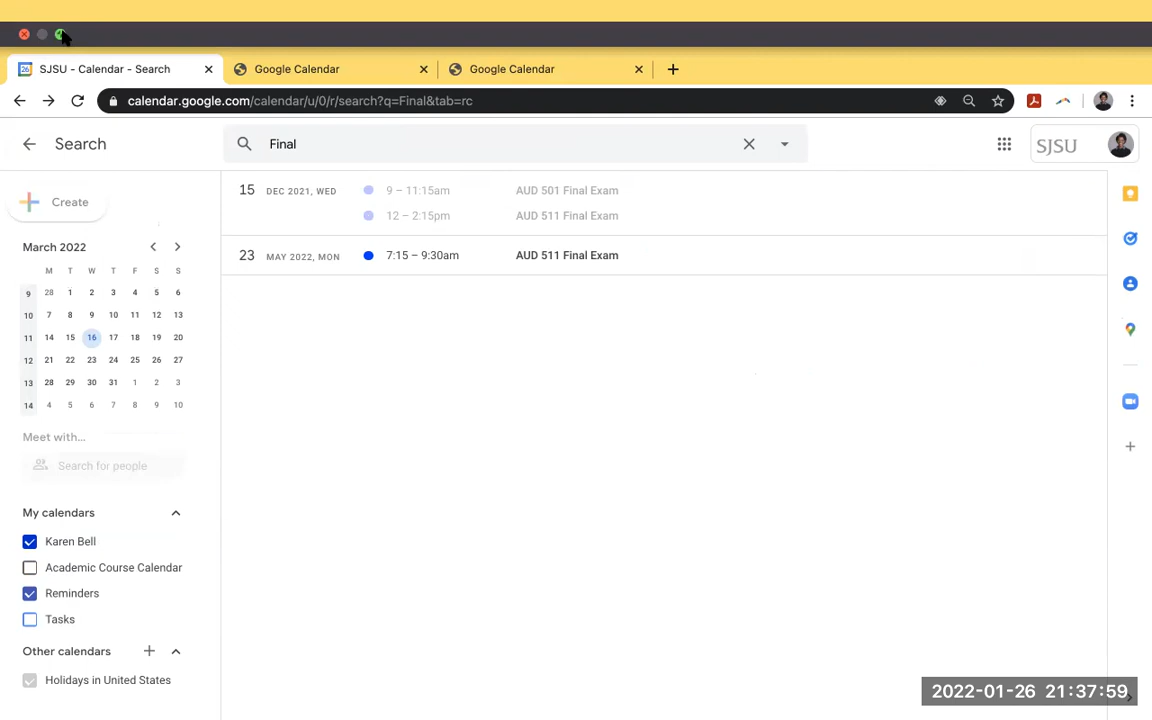 SJSU - Calendar - Search
Google Calendar
Google Calendar
calendar.google.com/calendar/u/0/r/search?q=Final&tab=rc
Search
Final
SJSU
15 DEC 2021, WED 9 – 11:15am AUD 501 Final Exam
12 – 2:15pm AUD 511 Final Exam
23 MAY 2022, MON 7:15 – 9:30am AUD 511 Final Exam
Create
March 2022
M T W T F S S
9 28 1 2 3 4 5 6
10 7 8 9 10 11 12 13
11 14 15 16 17 18 19 20
12 21 22 23 24 25 26 27
13 28 29 30 31 1 2 3
14 4 5 6 7 8 9 10
Meet with...
Search for people
My calendars
Karen Bell
Academic Course Calendar
Reminders
Tasks
Other calendars
Holidays in United States
2022-01-26 21:37:59